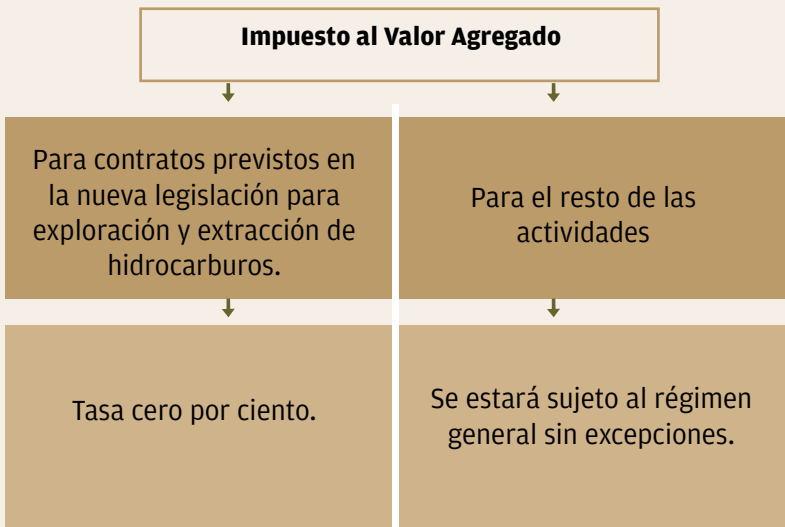 Impuesto al Valor Agregado
Para contratos previstos en
la nueva legislación para
exploración y extracción de
hidrocarburos.
Para el resto de las
actividades
Tasa cero por ciento.
Se estará sujeto al régimen
general sin excepciones.